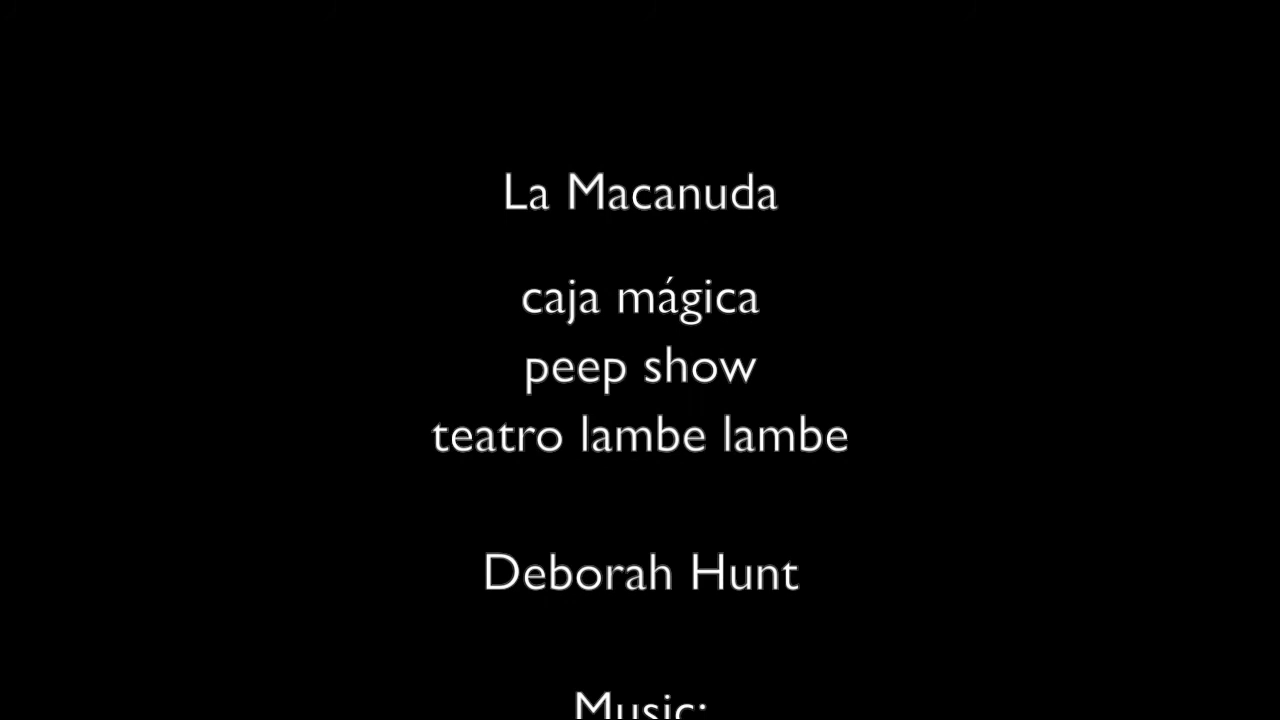 La Macanuda
caja mágica
peep show
teatro lambe lambe
Deborah Hunt
Music: